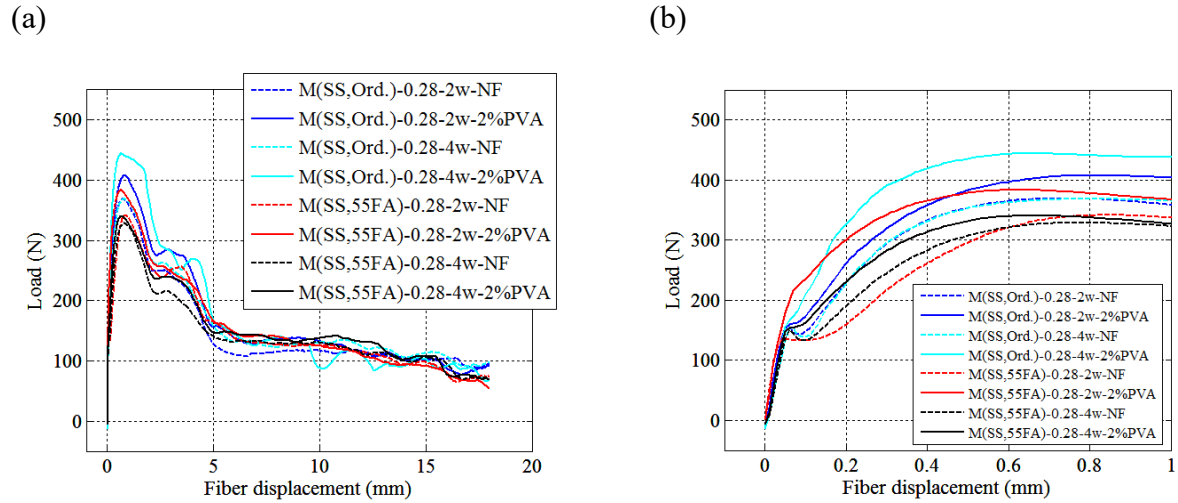 (a)
(b)
M(SS,Ord.)-0.28-2w-NF
M(SS,Ord.)-0.28-2w-2%PVA
M(SS,Ord.)-0.28-4w-NF
M(SS,Ord.)-0.28-4w-2%PVA
M(SS,55FA)-0.28-2w-NF
M(SS,55FA)-0.28-2w-2%PVA
M(SS,55FA)-0.28-4w-NF
M(SS,55FA)-0.28-4w-2%PVA
500
400
300
200
100
0
Load (N)
0 5 10 15 20
Fiber displacement (mm)
500
400
300
200
100
0
Load (N)
M(SS,Ord.)-0.28-2w-NF
M(SS,Ord.)-0.28-2w-2%PVA
M(SS,Ord.)-0.28-4w-NF
M(SS,Ord.)-0.28-4w-2%PVA
M(SS,55FA)-0.28-2w-NF
M(SS,55FA)-0.28-2w-2%PVA
M(SS,55FA)-0.28-4w-NF
M(SS,55FA)-0.28-4w-2%PVA
0 0.2 0.4 0.6 0.8 1
Fiber displacement (mm)